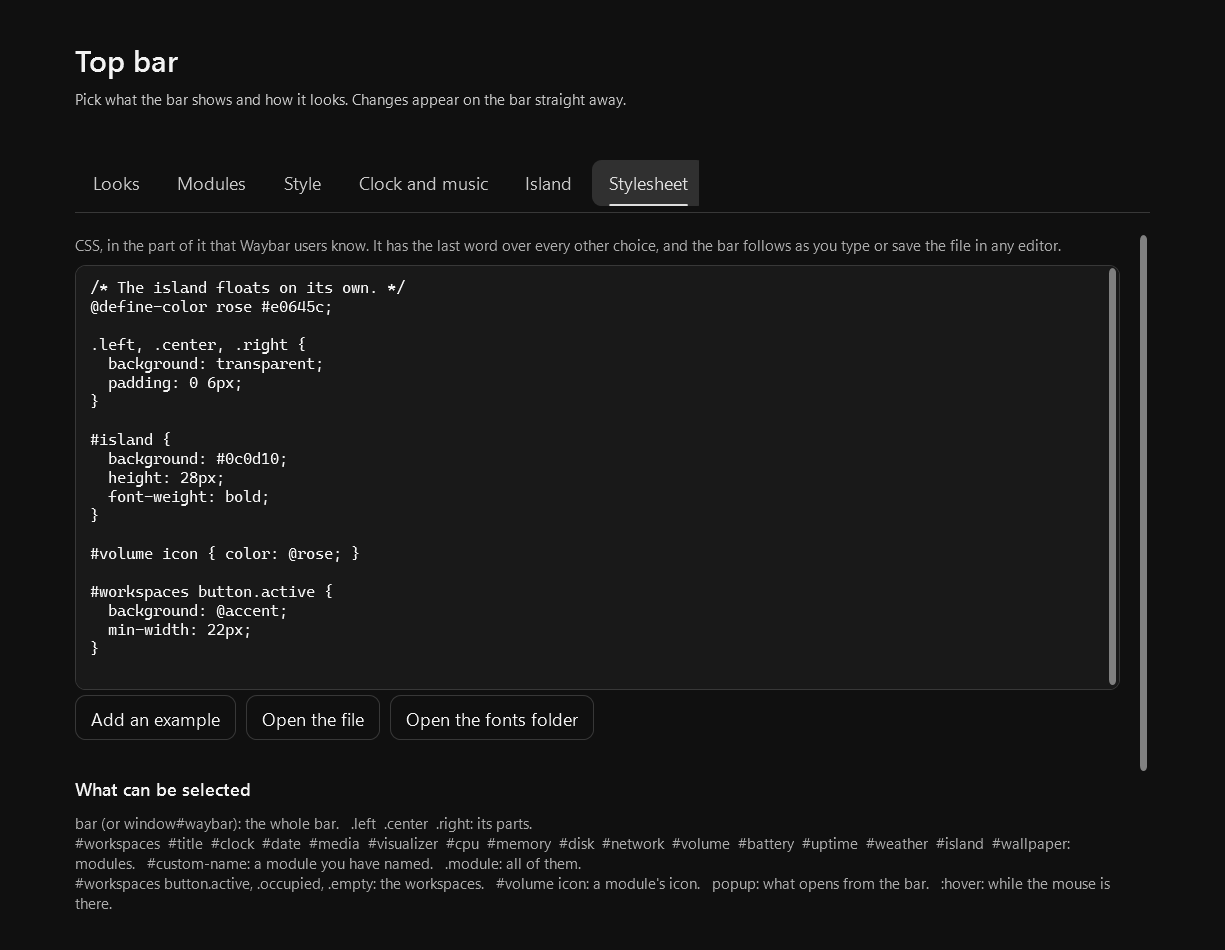 Top bar
Pick what the bar shows and how it looks. Changes appear on the bar straight away.
Looks Modules Style Clock and music Island Stylesheet
CSS, in the part of it that Waybar users know. It has the last word over every other choice, and the bar follows as you type or save the file in any editor.
/* The island floats on its own. */
@define-color rose #e0645c;
.left, .center, .right {
  background: transparent;
  padding: 0 6px;
}
#island {
  background: #0c0d10;
  height: 28px;
  font-weight: bold;
}
#volume icon { color: @rose; }
#workspaces button.active {
  background: @accent;
  min-width: 22px;
}
Add an example Open the file Open the fonts folder
What can be selected
bar (or window#waybar): the whole bar. .left .center .right: its parts.
#workspaces #title #clock #date #media #visualizer #cpu #memory #disk #network #volume #battery #uptime #weather #island #wallpaper:
modules. #custom-name: a module you have named. .module: all of them.
#workspaces button.active, .occupied, .empty: the workspaces. #volume icon: a module's icon. popup: what opens from the bar. :hover: while the mouse is
there.